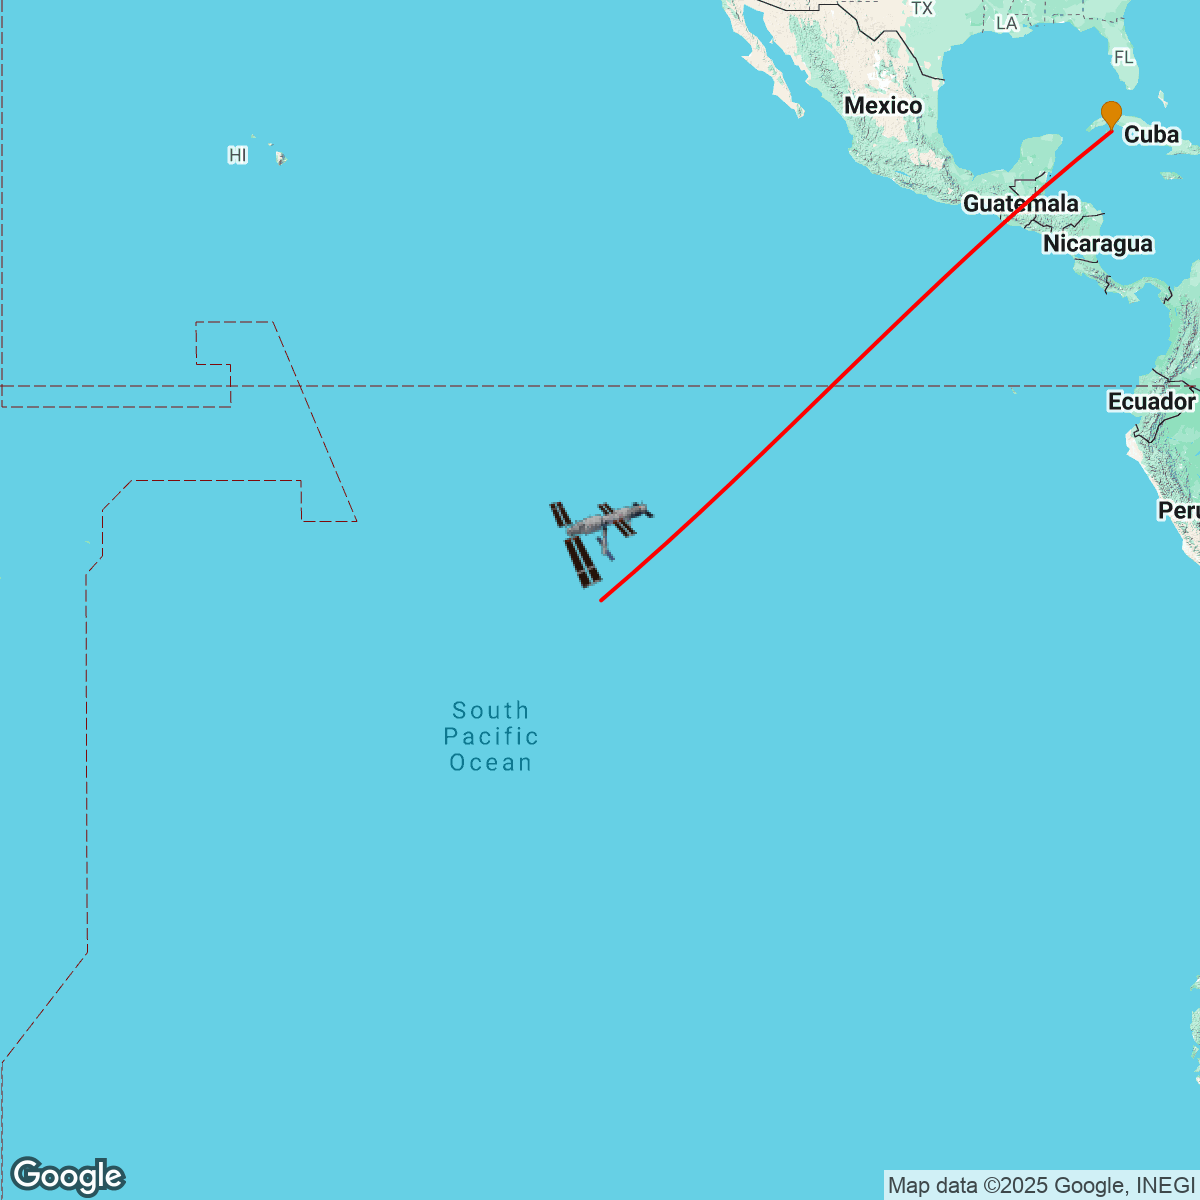 TX
LA
FL
Mexico
Cuba
HI
Guatemala
Nicaragua
Ecuador
Peru
South
Pacific
Ocean
Google
Map data ©2025 Google, INEGI